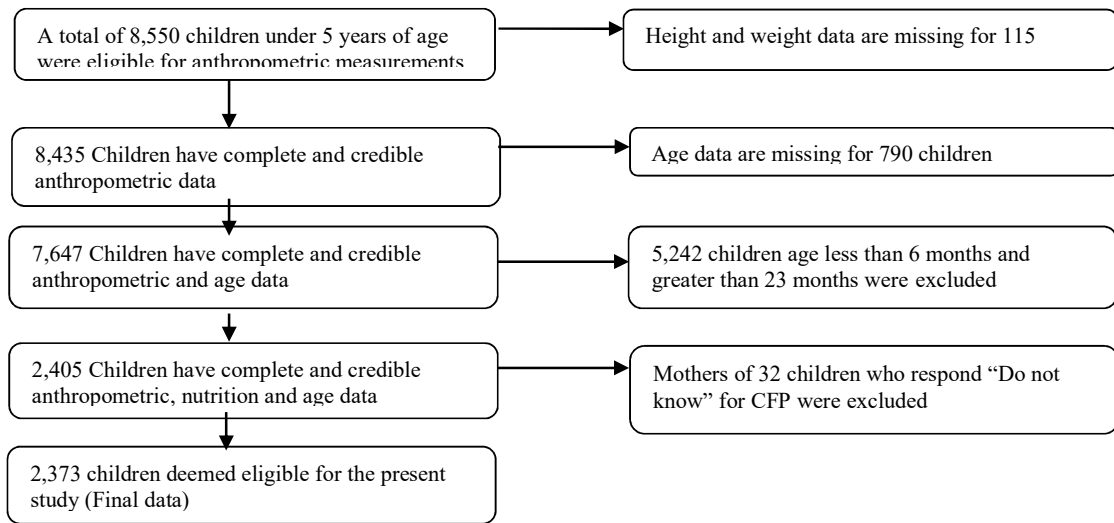 A total of 8,550 children under 5 years of age
were eligible for anthropometric measurements
Height and weight data are missing for 115
8,435 Children have complete and credible
anthropometric data
Age data are missing for 790 children
7,647 Children have complete and credible
anthropometric and age data
5,242 children age less than 6 months and
greater than 23 months were excluded
2,405 Children have complete and credible
anthropometric, nutrition and age data
Mothers of 32 children who respond “Do not
know” for CFP were excluded
2,373 children deemed eligible for the present
study (Final data)